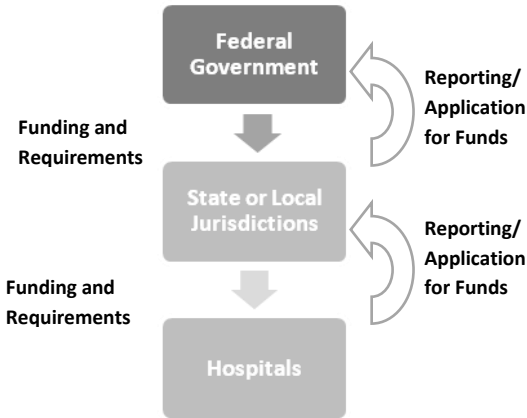 Federal
Government
Reporting/
Application
for Funds
Funding and
Requirements
State or Local
Jurisdictions
Reporting/
Application
for Funds
Funding and
Requirements
Hospitals